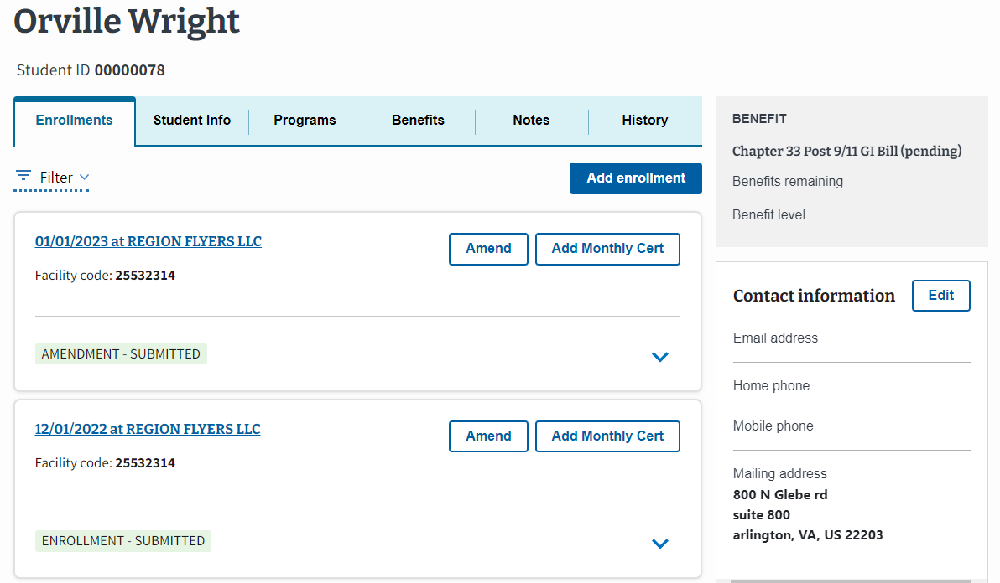 Orville Wright
Student ID 00000078
Enrollments
Student Info
Programs
Benefits
Notes
History
Filter
Add enrollment
01/01/2023 at REGION FLYERS LLC
Amend
Add Monthly Cert
Facility code: 25532314
AMENDMENT - SUBMITTED
12/01/2022 at REGION FLYERS LLC
Amend
Add Monthly Cert
Facility code: 25532314
ENROLLMENT - SUBMITTED
BENEFIT
Chapter 33 Post 9/11 GI Bill (pending)
Benefits remaining
Benefit level
Contact information
Edit
Email address
Home phone
Mobile phone
Mailing address
800 N Glebe rd
suite 800
arlington, VA, US 22203